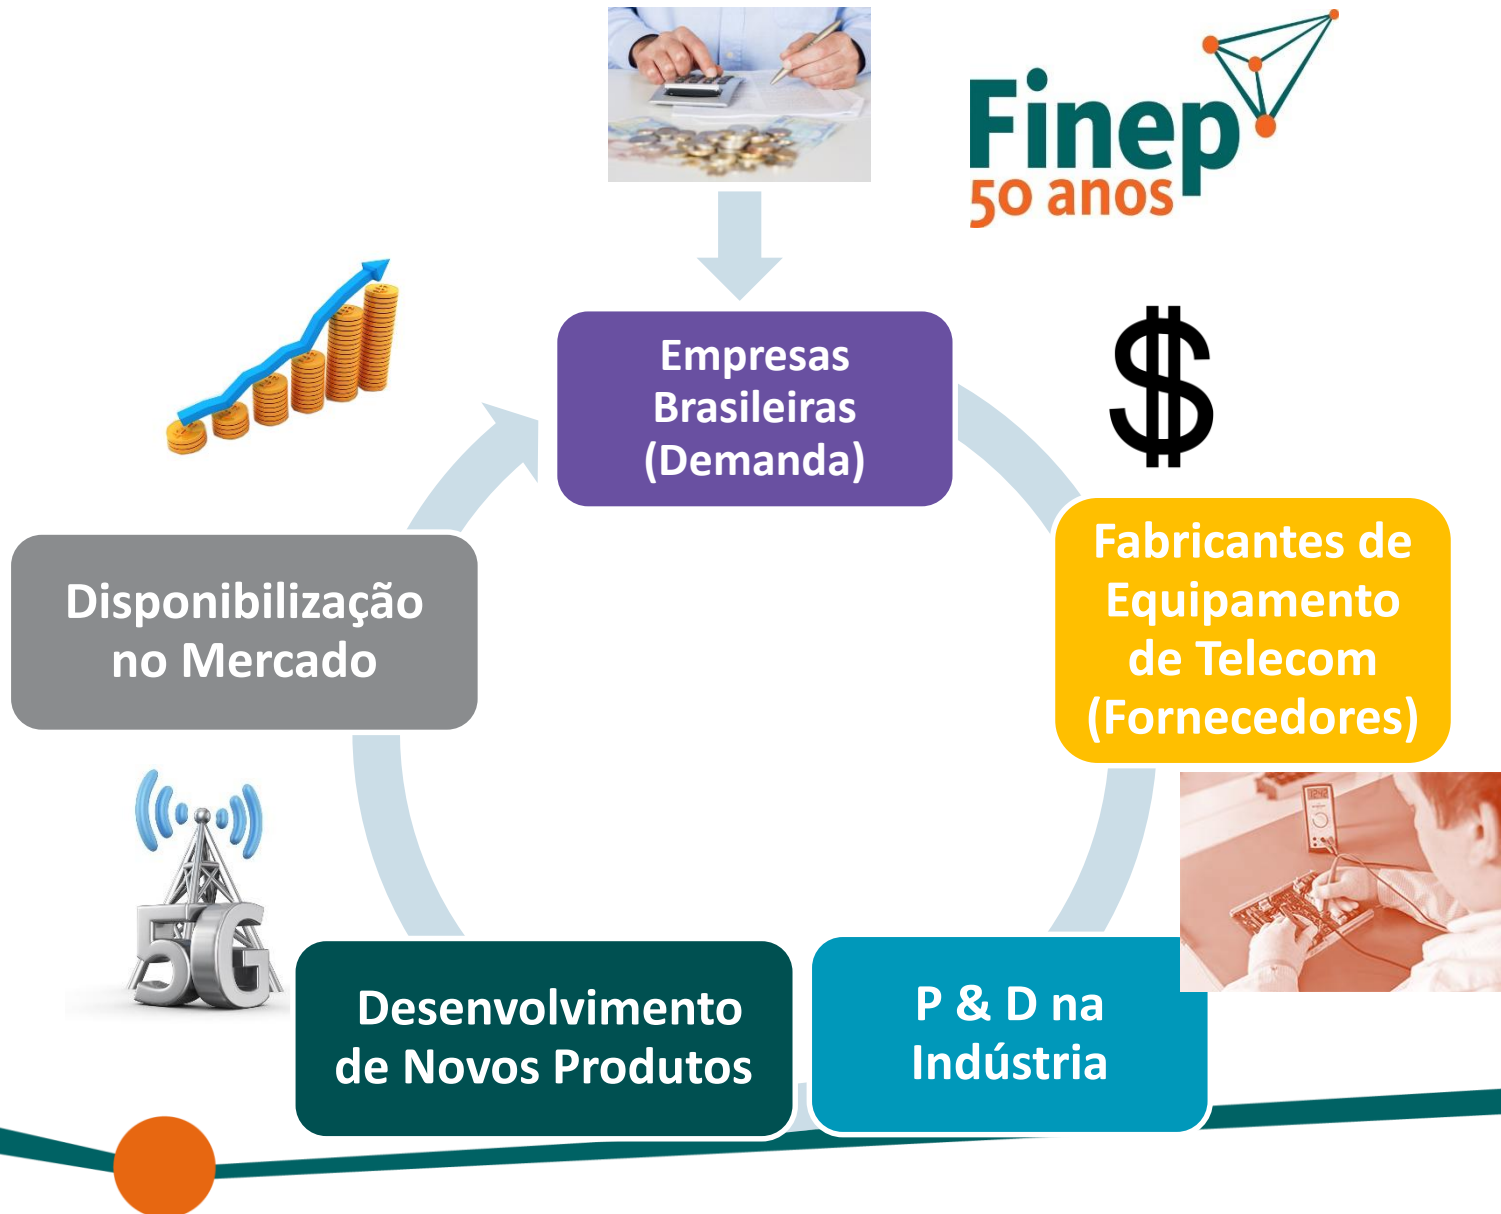 Finep
50 anos
Empresas
Brasileiras
(Demanda)
$
Fabricantes de
Equipamento
de Telecom
(Fornecedores)
Disponibilização
no Mercado
5G
Desenvolvimento
de Novos Produtos
P & D na
Indústria